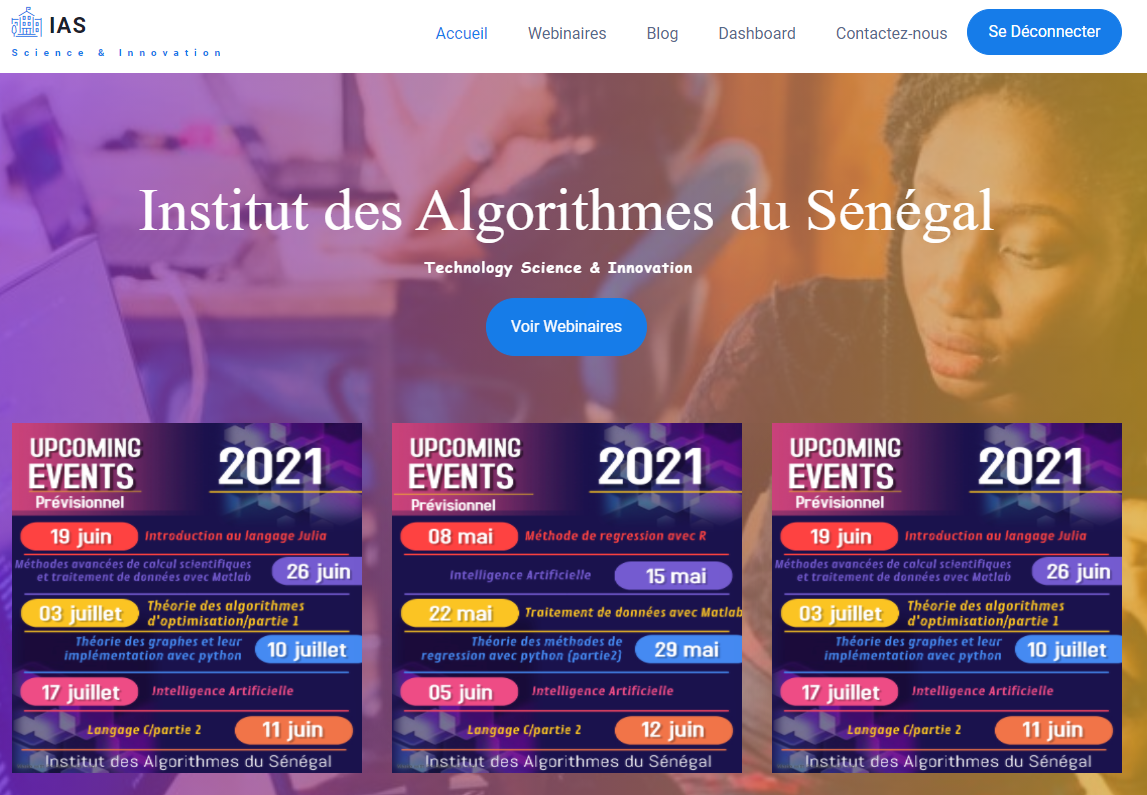 IAS
Science & Innovation
Accueil
Webinaires
Blog
Dashboard
Contactez-nous
Se Déconnecter
Institut des Algorithmes du Sénégal
Technology Science & Innovation
Voir Webinaires
UPCOMING
EVENTS
2021
Prévisionnel
19 juin
Introduction au langage Julia
Méthodes avancées de calcul scientifiques
et traitement de données avec Matlab
26 juin
03 juillet
Théorie des algorithmes
d'optimisation/partie 1
Théorie des graphes et leur
implémentation avec python
10 juillet
17 juillet
Intelligence Artificielle
Langage C/partie 2
11 juin
Institut des Algorithmes du Sénégal
UPCOMING
EVENTS
2021
Prévisionnel
08 mai
Méthode de regression avec R
Intelligence Artificielle
15 mai
22 mai
Traitement de données avec Matlab
Théorie des méthodes de
regression avec python (partie2)
29 mai
05 juin
Intelligence Artificielle
Langage C/partie 2
12 juin
Institut des Algorithmes du Sénégal
UPCOMING
EVENTS
2021
Prévisionnel
19 juin
Introduction au langage Julia
Méthodes avancées de calcul scientifiques
et traitement de données avec Matlab
26 juin
03 juillet
Théorie des algorithmes
d'optimisation/partie 1
Théorie des graphes et leur
implémentation avec python
10 juillet
17 juillet
Intelligence Artificielle
Langage C/partie 2
11 juin
Institut des Algorithmes du Sénégal